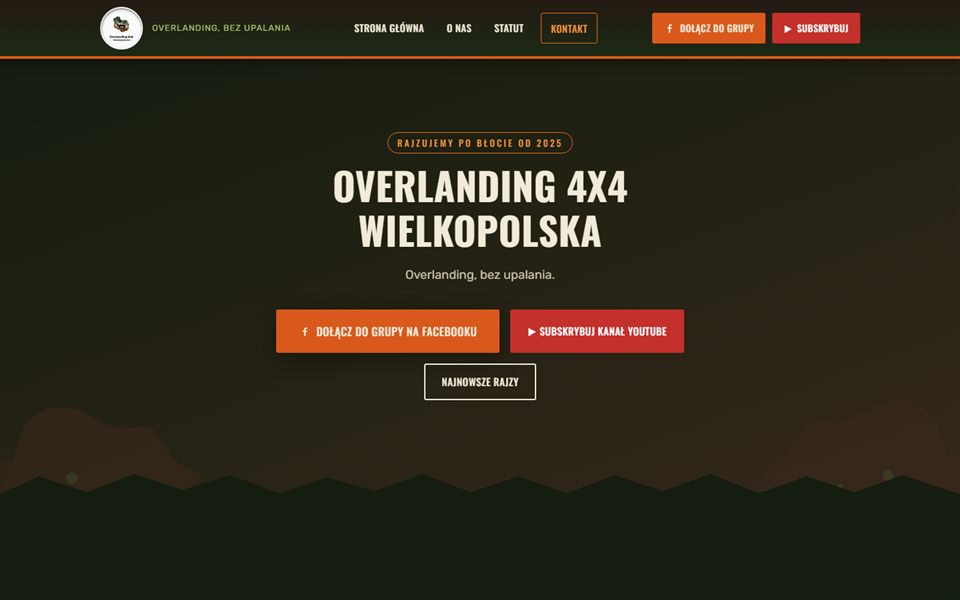 OVERLANDING, BEZ UPALANIA
STRONA GŁÓWNA
O NAS
STATUT
KONTAKT
DOŁĄCZ DO GRUPY
SUBSKRYBUJ
RAJZUJEMY PO BŁOCIE OD 2025
OVERLANDING 4X4
WIELKOPOLSKA
Overlanding, bez upalania.
DOŁĄCZ DO GRUPY NA FACEBOOKU
SUBSKRYBUJ KANAŁ YOUTUBE
NAJNOWSZE RAJZY